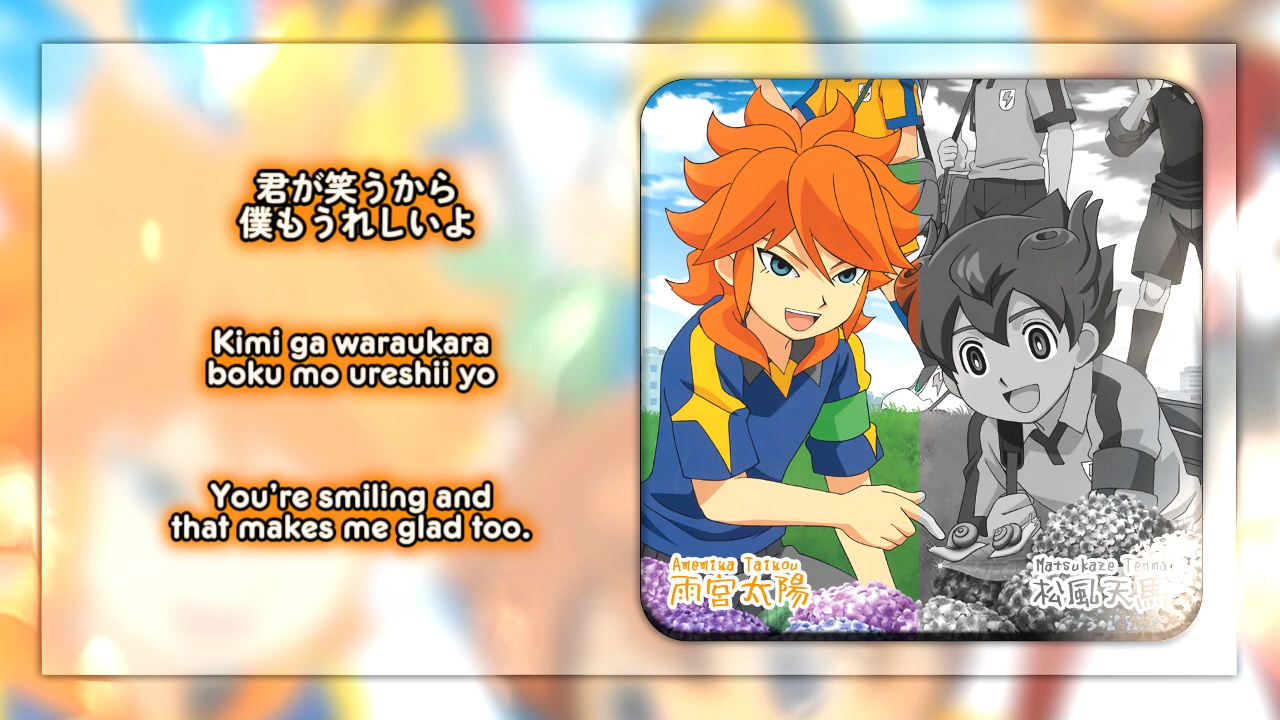 君が笑うから
僕もうれしいよ
Kimi ga waraukara
boku mo ureshii yo
You're smiling and
that makes me glad too.
Amemiya Taiyou
雨宮太陽
Matsukaze Tenma
松風天馬